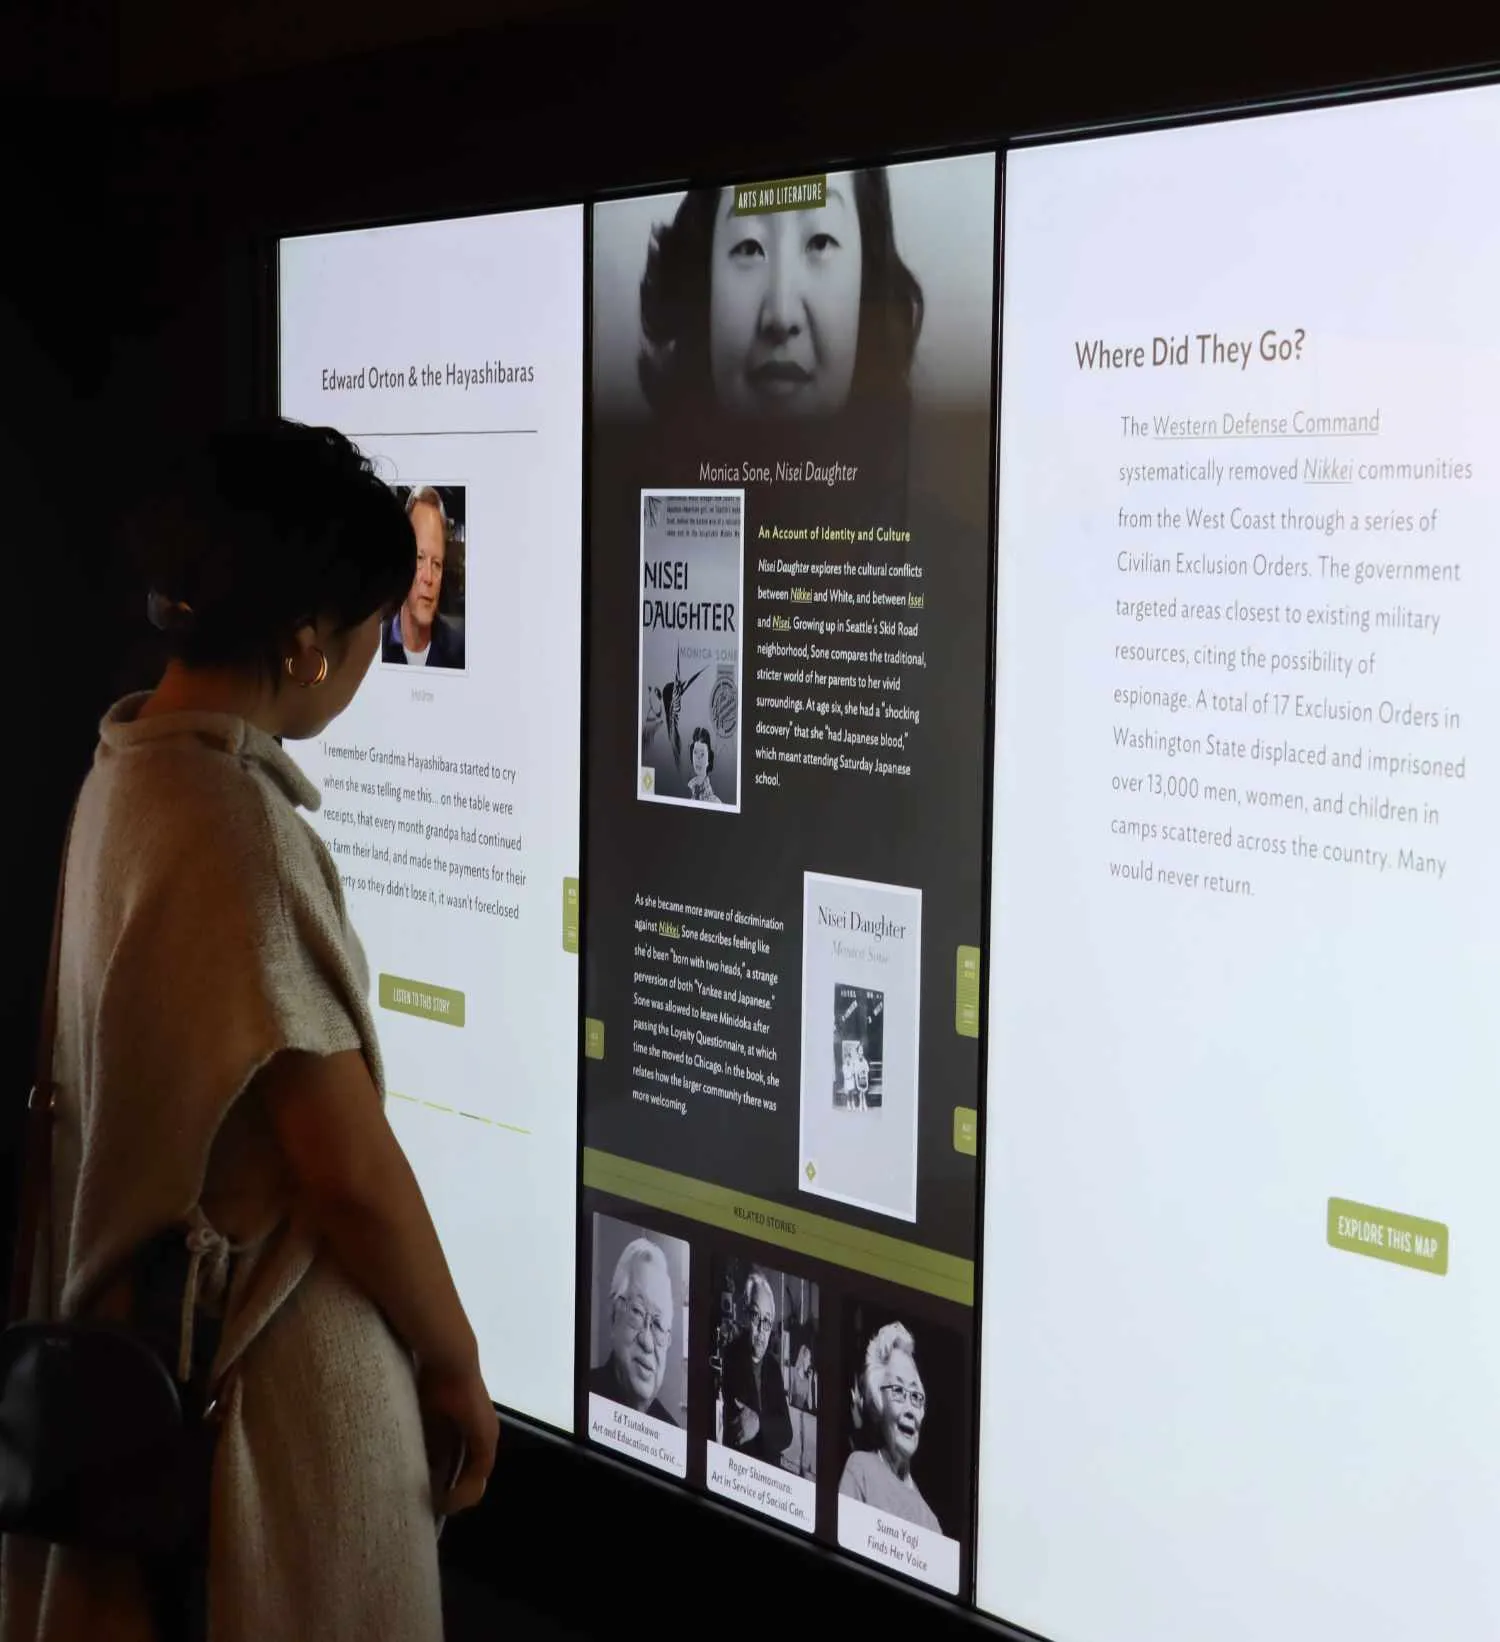 Edward Orton & the Hayashibaras
I remember Grandma Hayashibara started to cry
when she was telling me this... on the table were
receipts, that every month grandpa had continued
farm their land, and made the payments for their
so they didn't lose it, it wasn't foreclosed
LISTEN TO THIS STORY
ARTS AND LITERATURE
Monica Sone, Nisei Daughter
NISEI
DAUGHTER
MONICA SONE
An Account of Identity and Culture
Nisei Daughter explores the cultural conflicts
between Nikkei and White, and between Issei
and Nisei. Growing up in Seattle's Skid Road
neighborhood, Sone compares the traditional,
stricter world of her parents to her vivid
surroundings. At age six, she had a "shocking
discovery" that she "had Japanese blood,"
which meant attending Saturday Japanese
school.
As she became more aware of discrimination
against Nikkei, Sone describes feeling like
she'd been "born with two heads," a strange
perversion of both "Yankee and Japanese."
Sone was allowed to leave Minidoka after
passing the Loyalty Questionnaire, at which
time she moved to Chicago. In the book, she
relates how the larger community there was
more welcoming.
Nisei Daughter
Monica Sone
RELATED STORIES
Ed Tsutakawa:
Art and Education as Civic ...
Roger Shimomura:
Art in Service of Social Con...
Suma Yagi
Finds Her Voice
Where Did They Go?
The Western Defense Command
systematically removed Nikkei communities
from the West Coast through a series of
Civilian Exclusion Orders. The government
targeted areas closest to existing military
resources, citing the possibility of
espionage. A total of 17 Exclusion Orders in
Washington State displaced and imprisoned
over 13,000 men, women, and children in
camps scattered across the country. Many
would never return.
EXPLORE THIS MAP